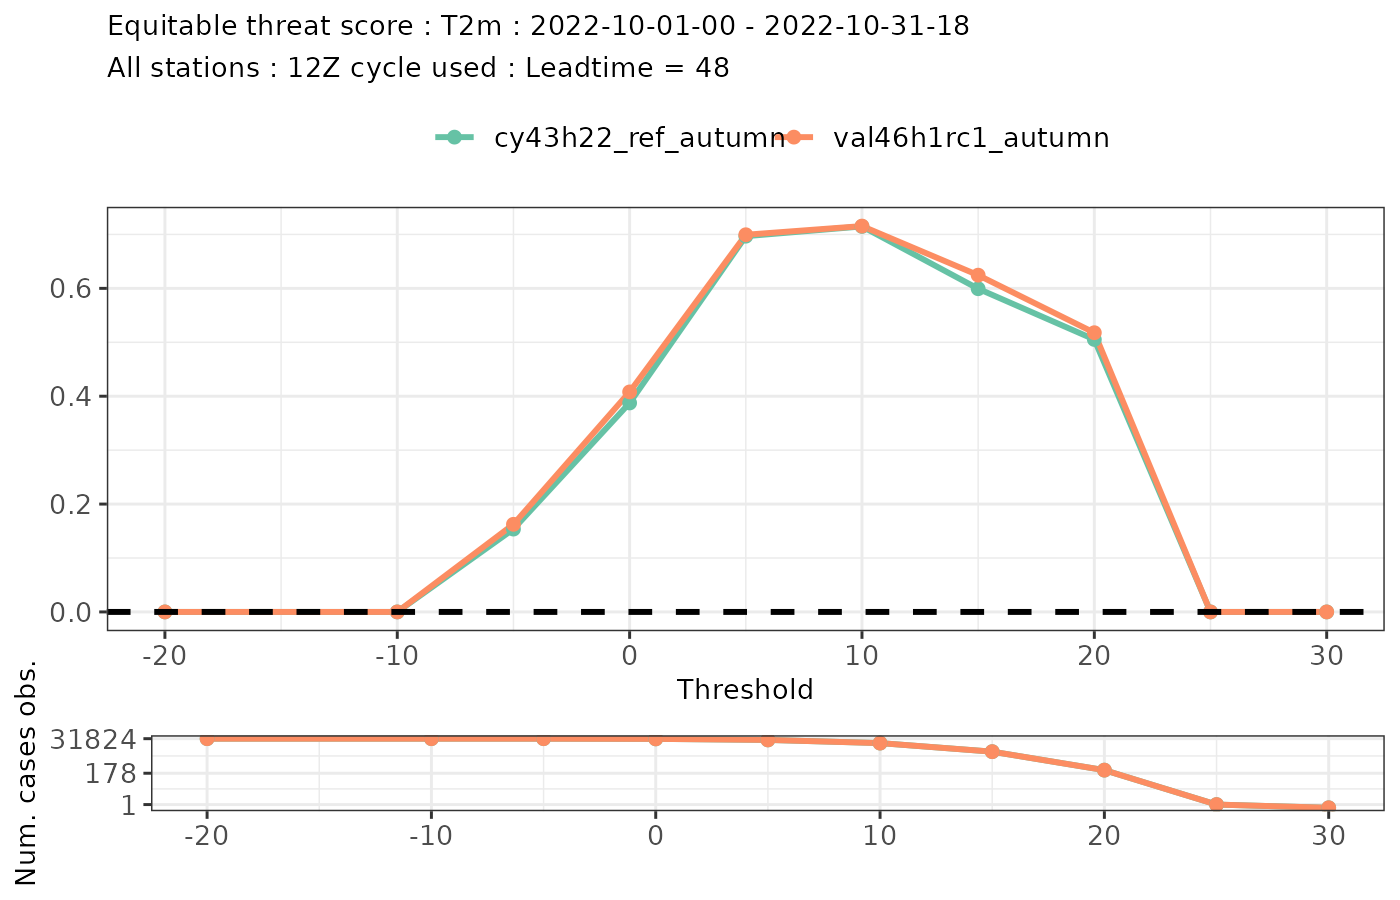 Equitable threat score : T2m : 2022-10-01-00 - 2022-10-31-18
All stations : 12Z cycle used : Leadtime = 48
cy43h22_ref_autumn val46h1rc1_autumn
0.6
0.4
0.2
0.0
-20 -10 0 10 20 30
Threshold
Num. cases obs.
31824
178
1
-20 -10 0 10 20 30